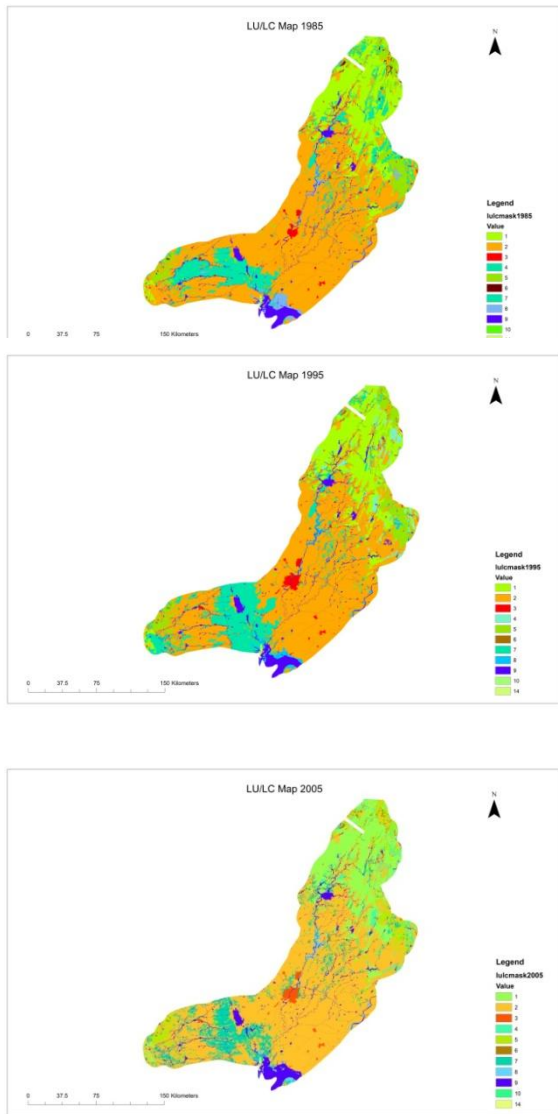 LU/LC Map 1985
N
Legend
lulcmask1985
Value
1
2
3
4
5
6
7
8
9
10
0 37.5 75 150 Kilometers
LU/LC Map 1995
N
Legend
lulcmask1995
Value
1
2
3
4
5
6
7
8
9
10
14
0 37.5 75 150 Kilometers
LU/LC Map 2005
N
Legend
lulcmask2005
Value
1
2
3
4
5
6
7
8
9
10
14
0 37.5 75 150 Kilometers